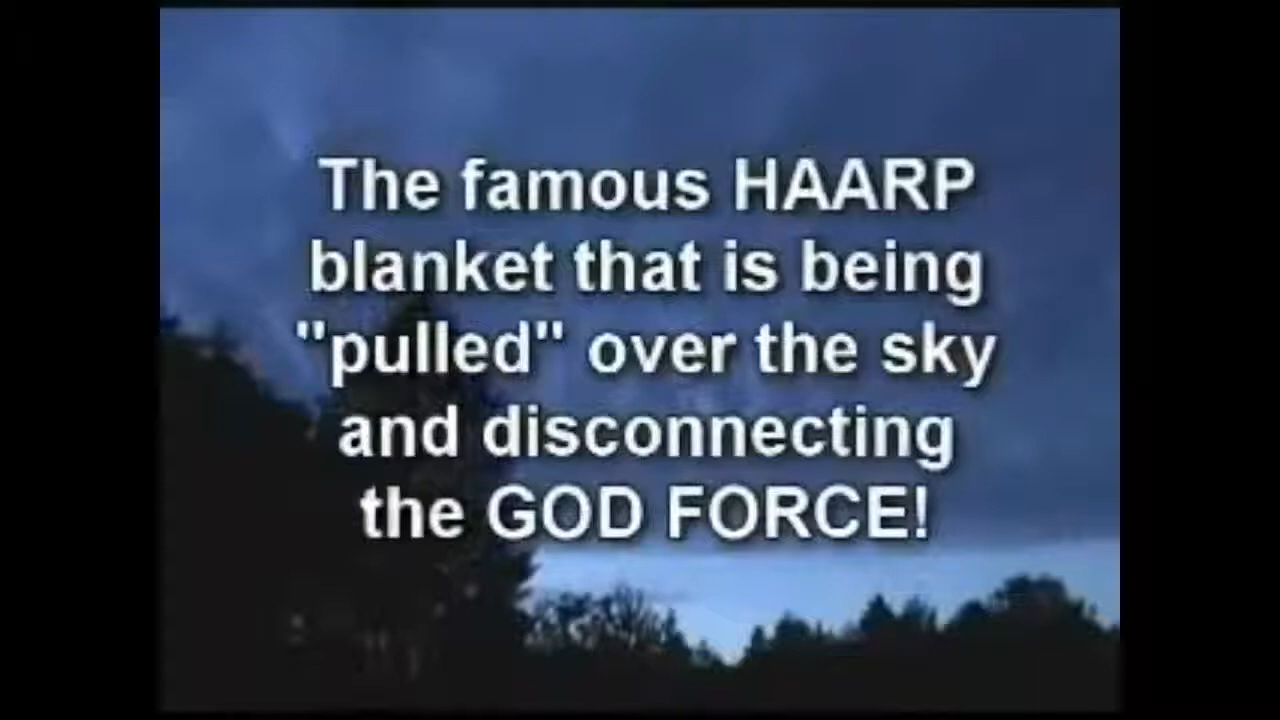 The famous HAARP
blanket that is being
"pulled" over the sky
and disconnecting
the GOD FORCE!